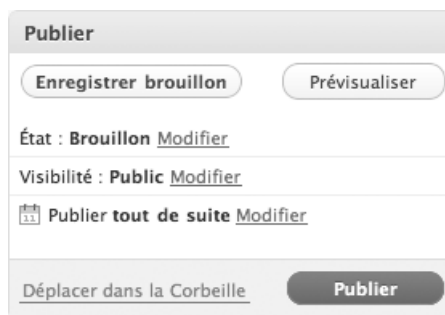 Publier
Enregistrer brouillon Prévisualiser
État : Brouillon Modifier
Visibilité : Public Modifier
11 Publier tout de suite Modifier
Déplacer dans la Corbeille Publier